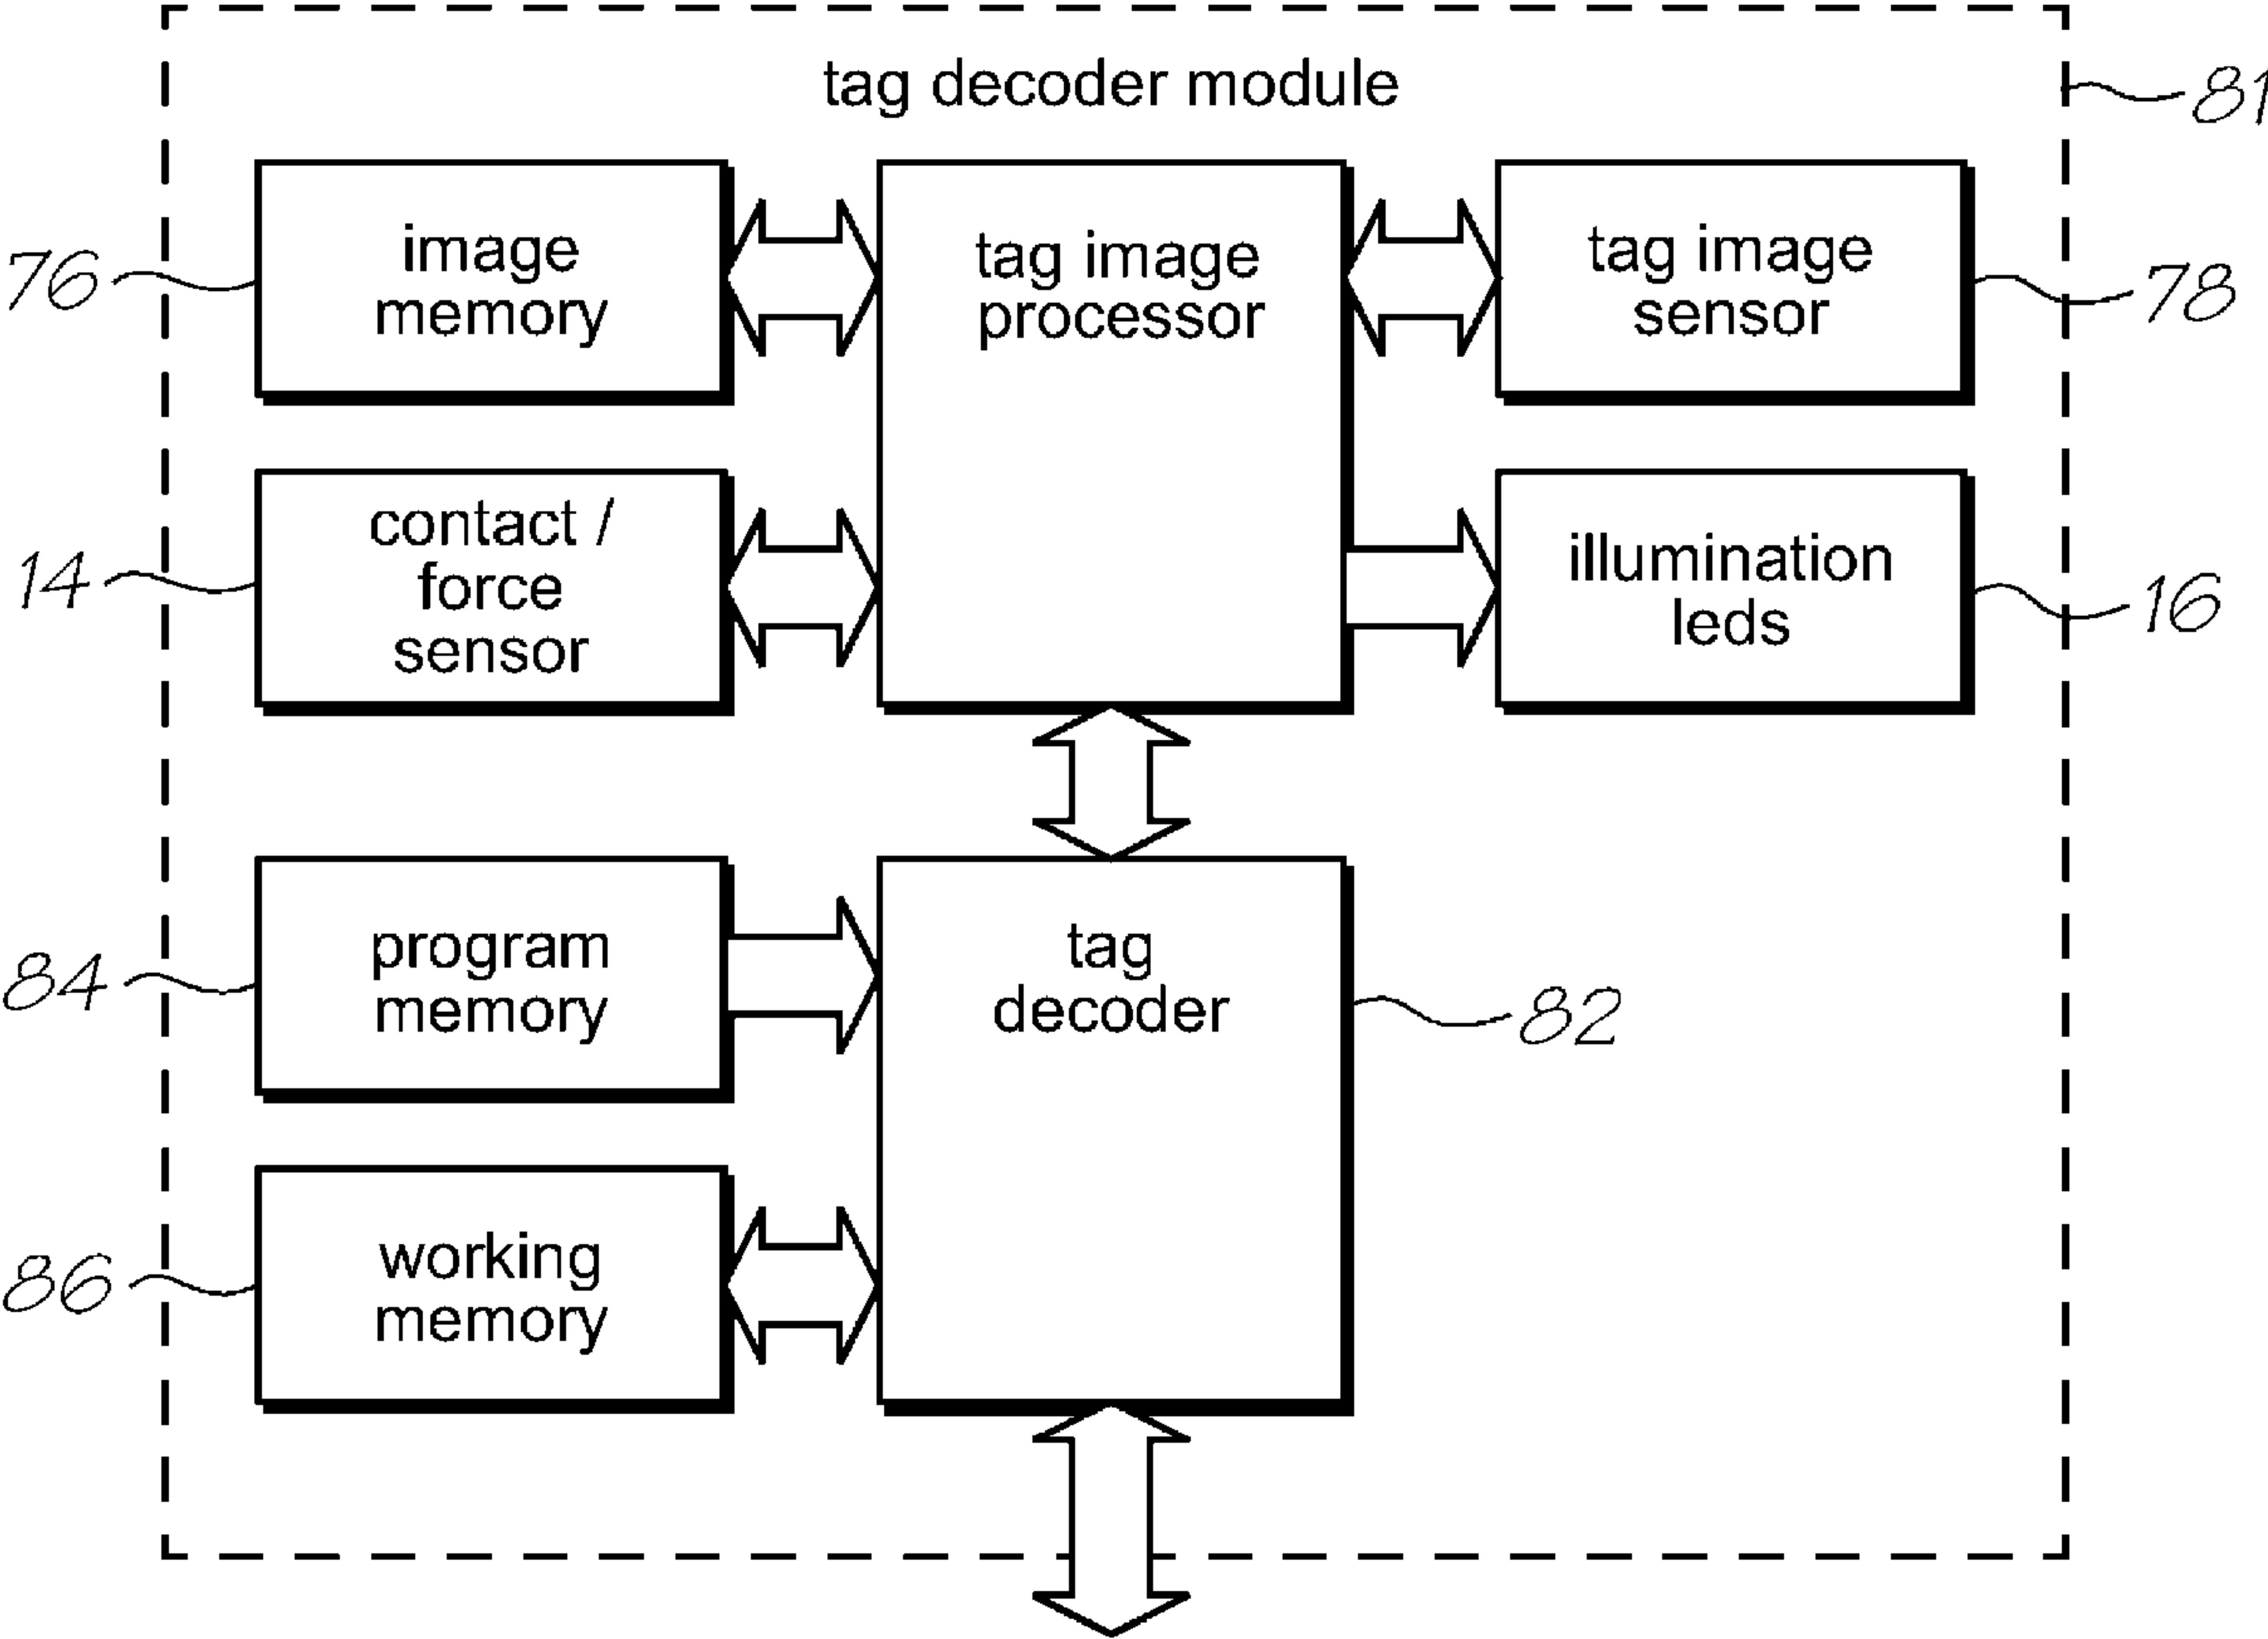 tag decoder module
81
image
memory
76
tag image
processor
tag image
sensor
78
contact /
force
sensor
14
illumination
leds
16
program
memory
84
tag
decoder
82
working
memory
86